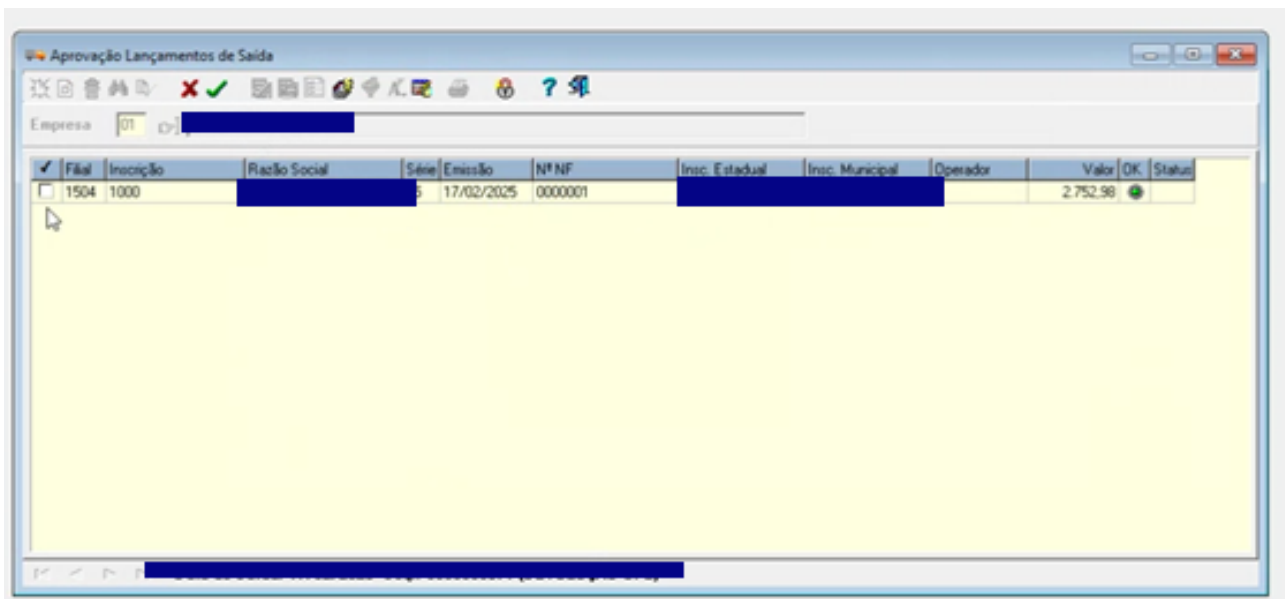 Aprovação Lançamentos de Saída
Empresa 01
Filial Inscrição Razão Social Série Emissão Nº NF Insc. Estadual Insc. Municipal Operador Valor OK Status
1504 1000 17/02/2025 0000001 2.752,98